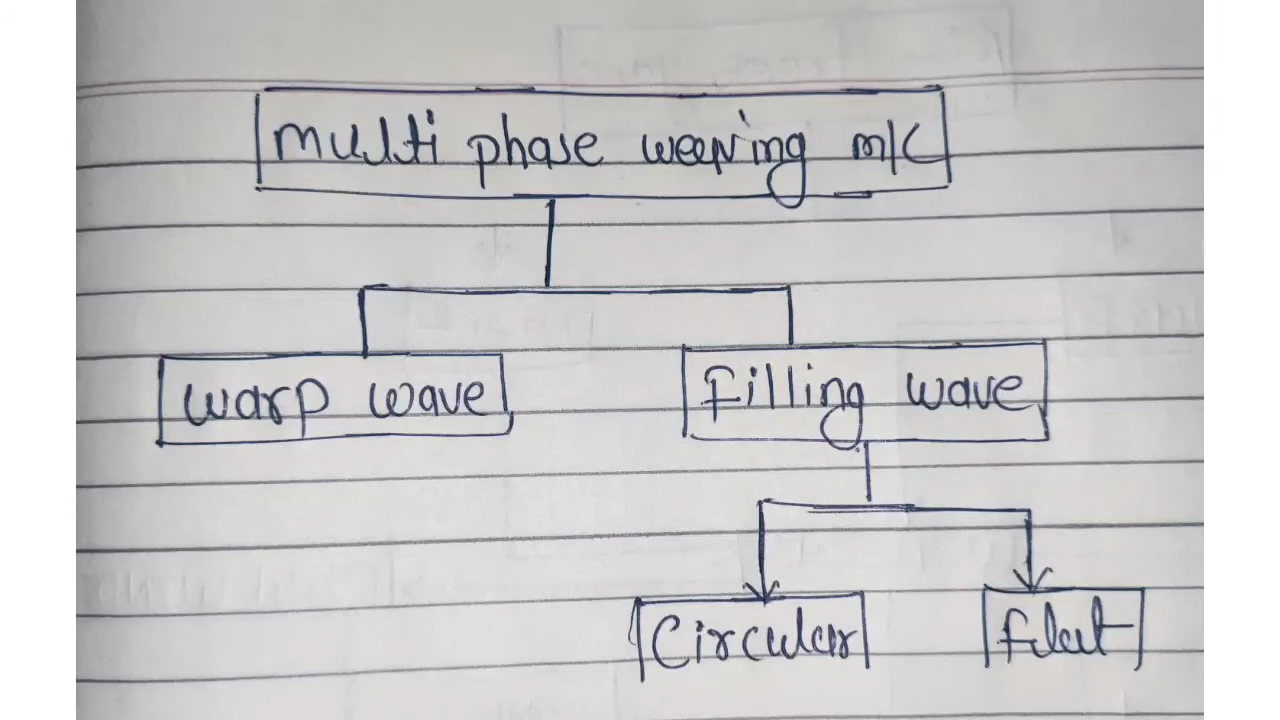 multi phase weaving m/c
warp wave
filling wave
Circular
flat